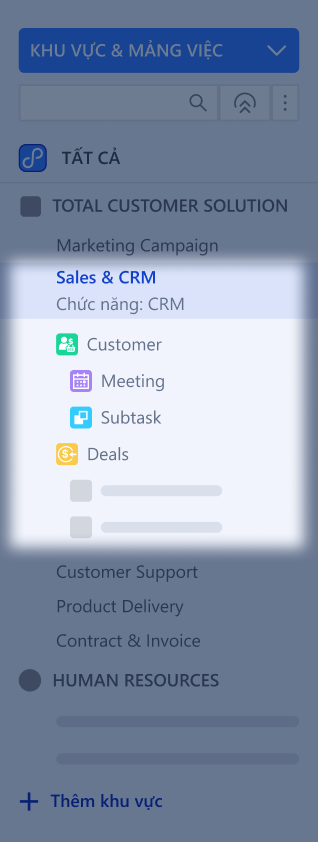 KHU VỰC & MẢNG VIỆC
TẤT CẢ
TOTAL CUSTOMER SOLUTION
Marketing Campaign
Sales & CRM
Chức năng: CRM
Customer
Meeting
Subtask
Deals
Customer Support
Product Delivery
Contract & Invoice
HUMAN RESOURCES
Thêm khu vực